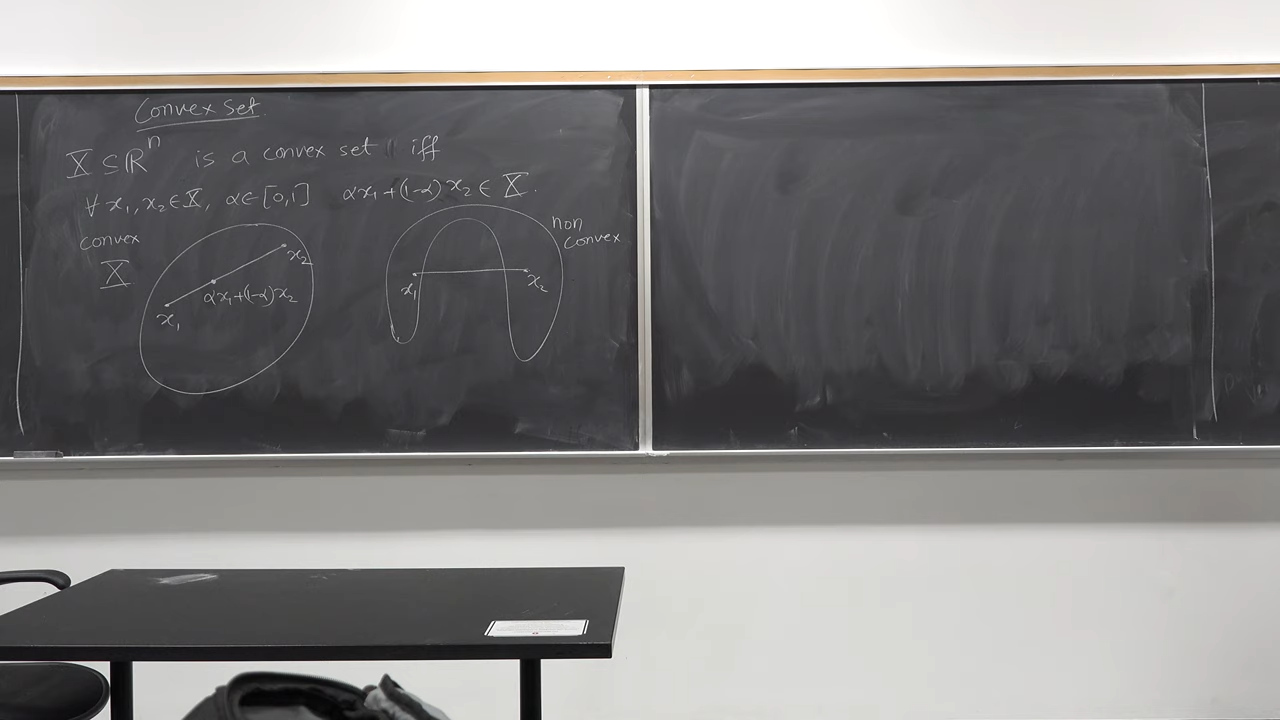 Convex Set
X ⊆ ℝⁿ is a convex set iff
∀ x₁, x₂ ∈ X, α ∈ [0,1] αx₁+(1-α)x₂ ∈ X.
convex
X
x₂
αx₁+(1-α)x₂
x₁
non
convex
x₁
x₂